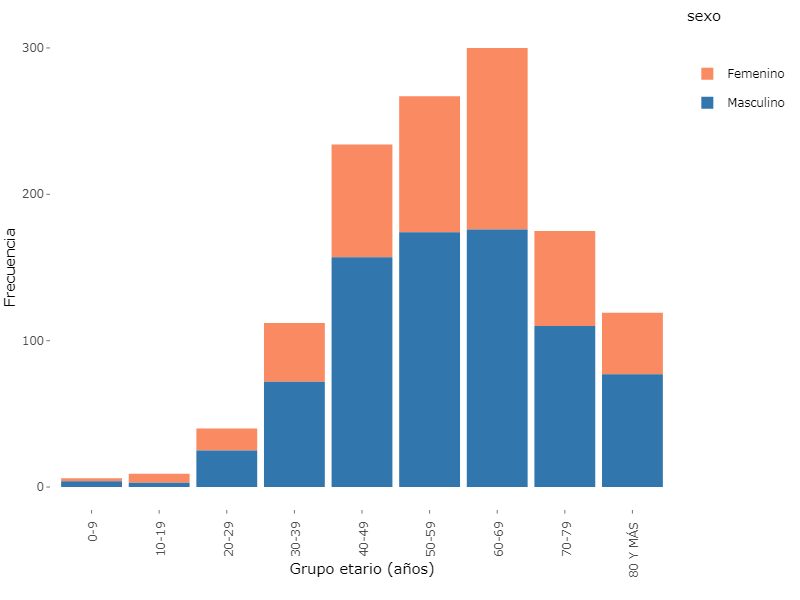 sexo
Femenino
Masculino
Frecuencia
300
200
100
0
0-9
10-19
20-29
30-39
40-49
50-59
60-69
70-79
80 Y MÁS
Grupo etario (años)